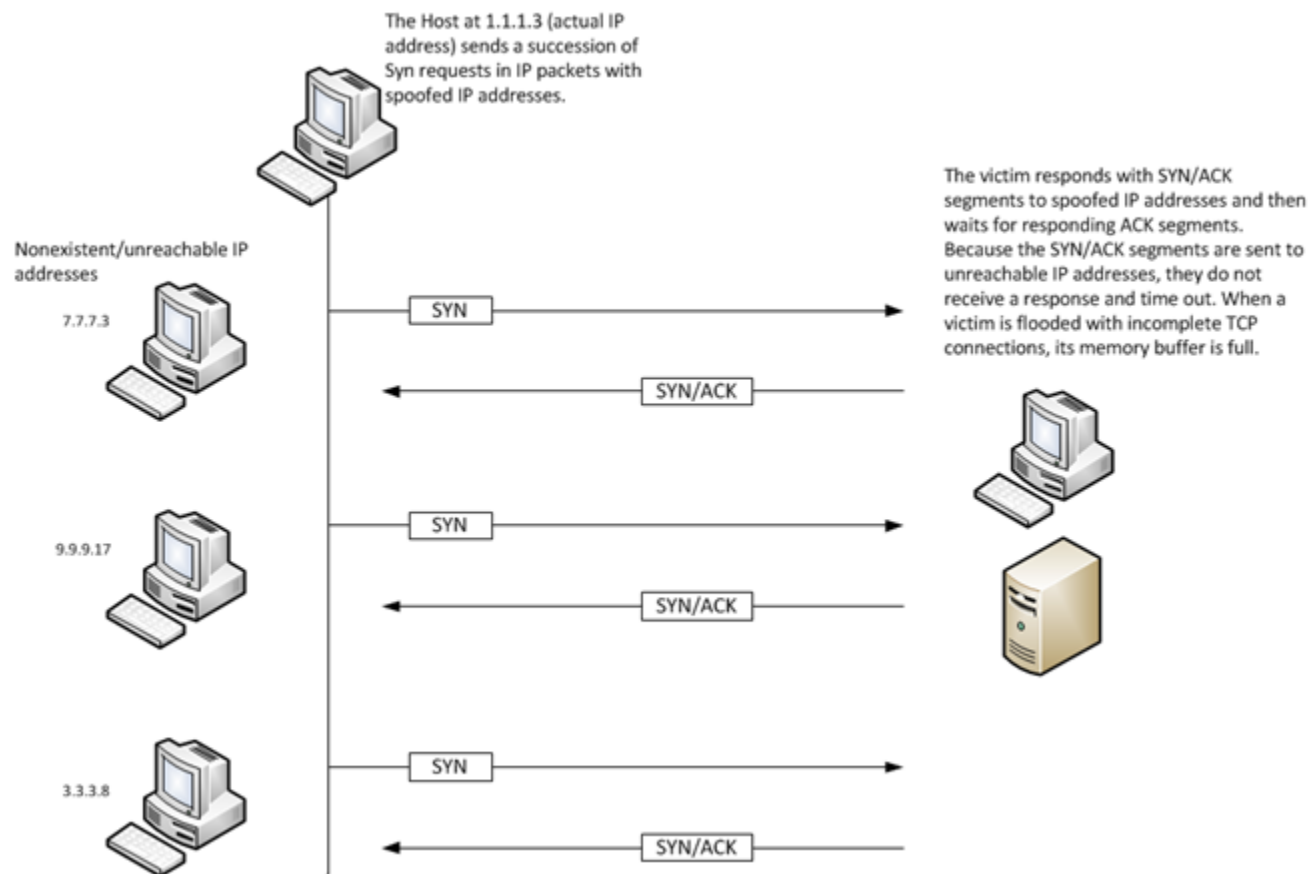 The Host at 1.1.1.3 (actual IP
address) sends a succession of
Syn requests in IP packets with
spoofed IP addresses.
The victim responds with SYN/ACK
segments to spoofed IP addresses and then
waits for responding ACK segments.
Because the SYN/ACK segments are sent to
unreachable IP addresses, they do not
receive a response and time out. When a
victim is flooded with incomplete TCP
connections, its memory buffer is full.
Nonexistent/unreachable IP
addresses
7.7.7.3
SYN
SYN/ACK
9.9.9.17
SYN
SYN/ACK
3.3.3.8
SYN
SYN/ACK